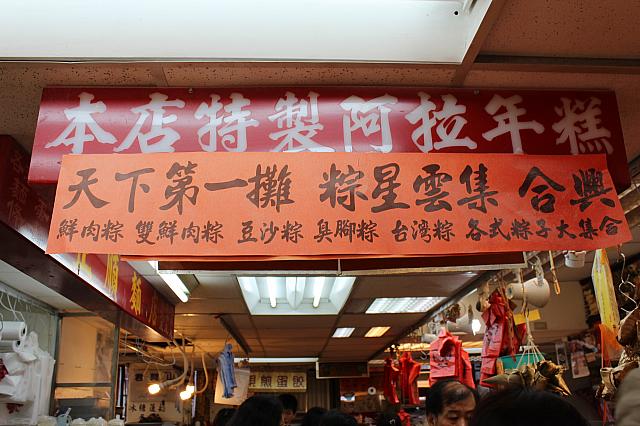 本店特製阿拉年糕
天下第一攤 粽星雲集 合興
鮮肉粽 雙鮮肉粽 豆沙粽 臭腳粽 台灣粽 各式粽子大集合